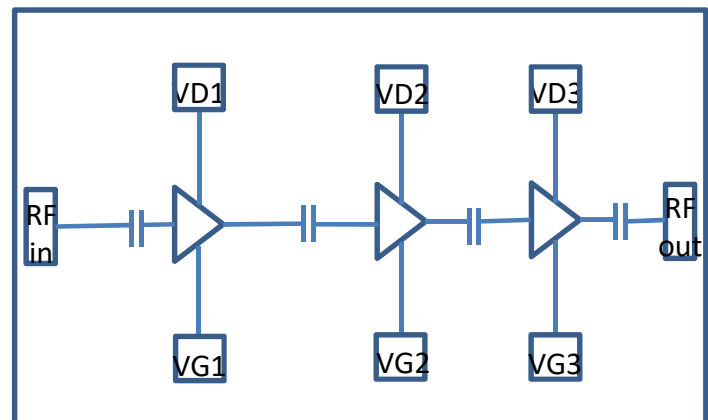 VD1
VD2
VD3
RF
in
RF
out
VG1
VG2
VG3